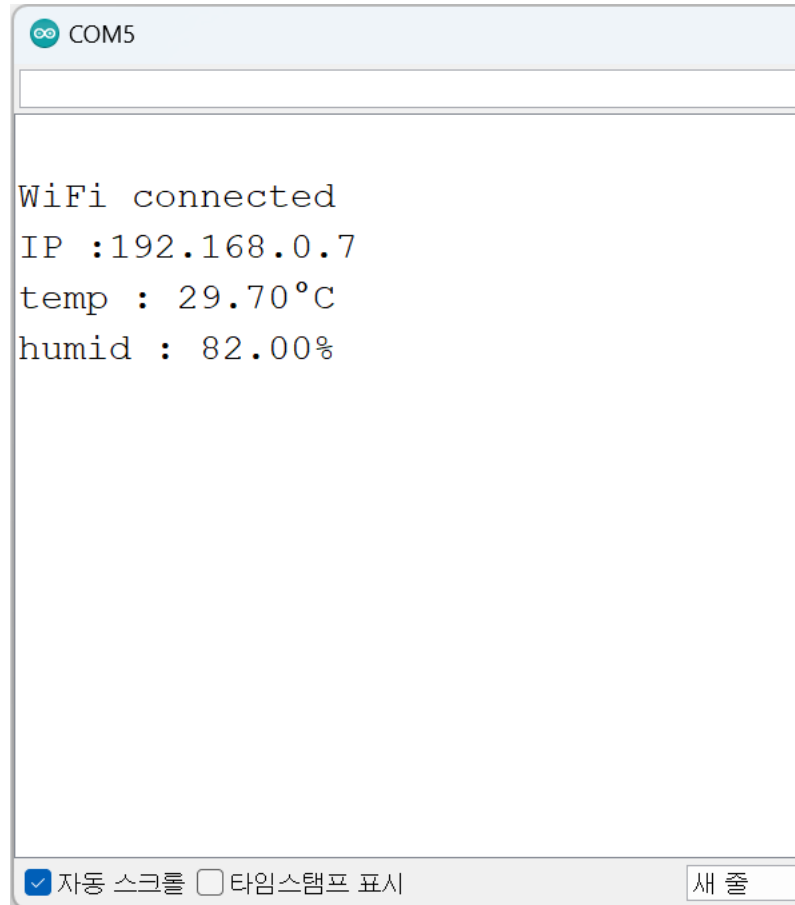 COM5
WiFi connected
IP :192.168.0.7
temp : 29.70°C
humid : 82.00%
자동 스크롤 타임스탬프 표시 새 줄